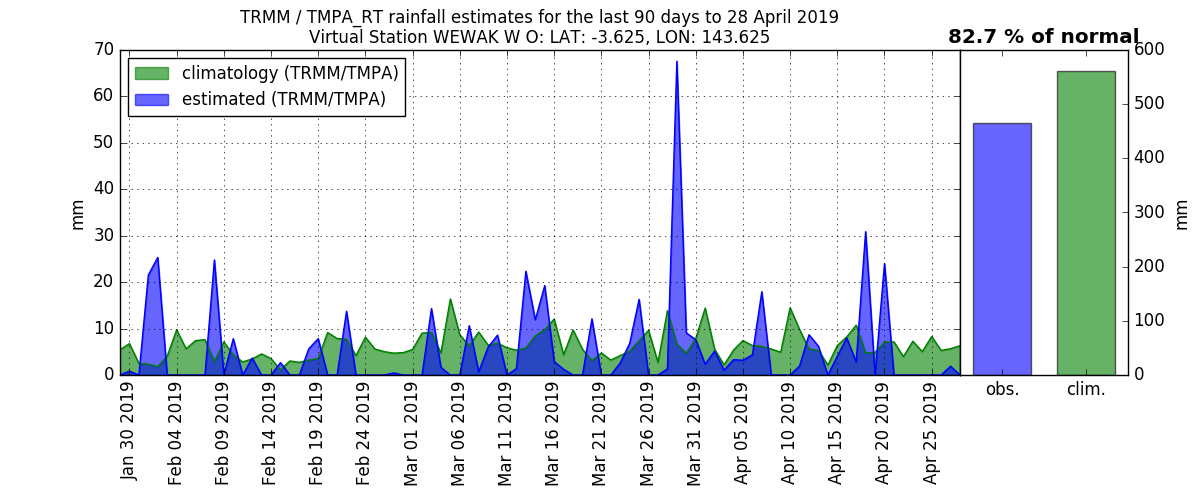 TRMM / TMPA_RT rainfall estimates for the last 90 days to 28 April 2019
Virtual Station WEWAK W O: LAT: -3.625, LON: 143.625
82.7 % of normal
climatology (TRMM/TMPA)
estimated (TRMM/TMPA)
70
60
50
40
30
20
10
0
mm
600
500
400
300
200
100
0
mm
Jan 30 2019
Feb 04 2019
Feb 09 2019
Feb 14 2019
Feb 19 2019
Feb 24 2019
Mar 01 2019
Mar 06 2019
Mar 11 2019
Mar 16 2019
Mar 21 2019
Mar 26 2019
Mar 31 2019
Apr 05 2019
Apr 10 2019
Apr 15 2019
Apr 20 2019
Apr 25 2019
obs.
clim.